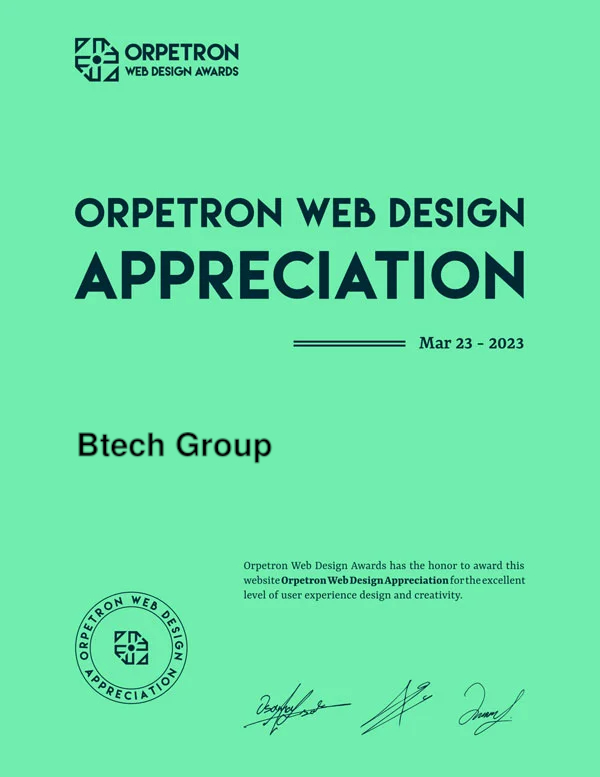 ORPETRON
WEB DESIGN AWARDS
ORPETRON WEB DESIGN
APPRECIATION
Mar 23 - 2023
Btech Group
Orpetron Web Design Awards has the honor to award this
website Orpetron Web Design Appreciation for the excellent
level of user experience design and creativity.
ORPETRON WEB DESIGN
APPRECIATION